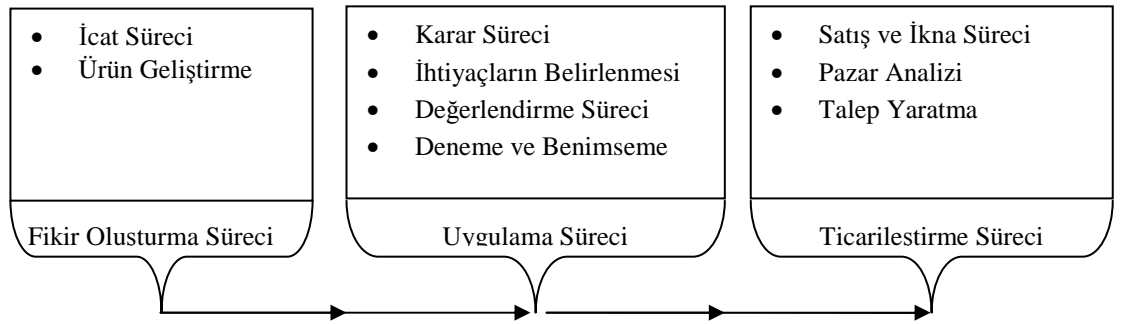 • İcat Süreci
• Ürün Geliştirme
Fikir Oluşturma Süreci
• Karar Süreci
• İhtiyaçların Belirlenmesi
• Değerlendirme Süreci
• Deneme ve Benimseme
Uygulama Süreci
• Satış ve İkna Süreci
• Pazar Analizi
• Talep Yaratma
Ticarileştirme Süreci